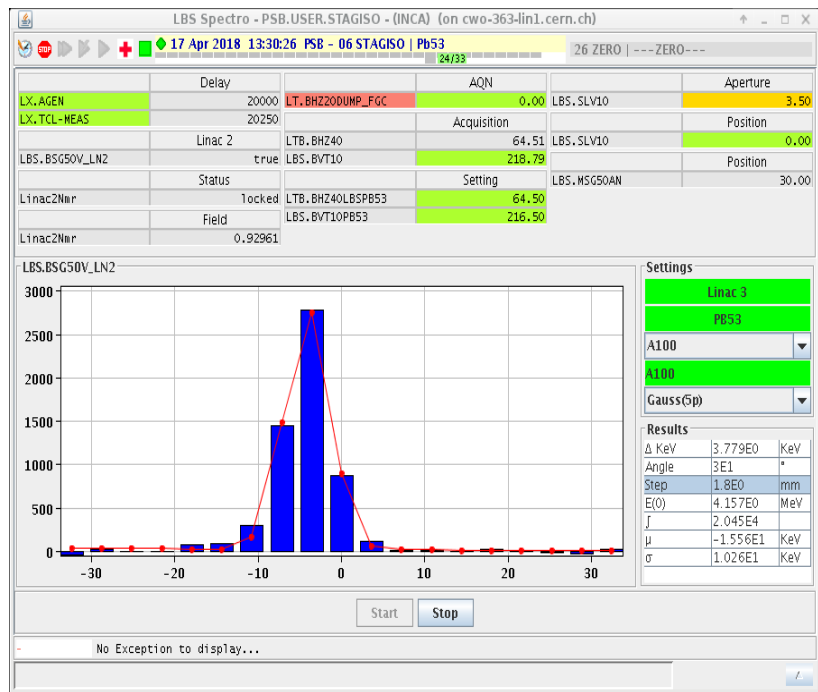 LBS Spectro - PSB.USER.STAGISO - (INCA) (on cwo-363-lin1.cern.ch)
STOP 17 Apr 2018 13:30:26 PSB - 06 STAGISO | Pb53 26 ZERO | ---ZERO---
24/33
Delay AQN Aperture
LX.AGEN 20000 LT.BHZ20DUMP_FGC 0.00 LBS.SLV10 3.50
LX.TCL-MEAS 20250 Acquisition Position
Linac 2 LTB.BHZ40 64.51 LBS.SLV10 0.00
LBS.BSG50V_LN2 true LBS.BVT10 218.79 Position
Status Setting LBS.MSG50AN 30.00
Linac2Nmr locked LTB.BHZ40LBSPB53 64.50
Field LBS.BVT10PB53 216.50
Linac2Nmr 0.92961
LBS.BSG50V_LN2
3000
2500
2000
1500
1000
500
0
-30 -20 -10 0 10 20 30
Settings
Linac 3
PB53
A100
A100
Gauss(5p)
Results
Δ KeV 3.779E0 KeV
Angle 3E1 °
Step 1.8E0 mm
E(0) 4.157E0 MeV
∫ 2.045E4
μ -1.556E1 KeV
σ 1.026E1 KeV
Start Stop
- No Exception to display...